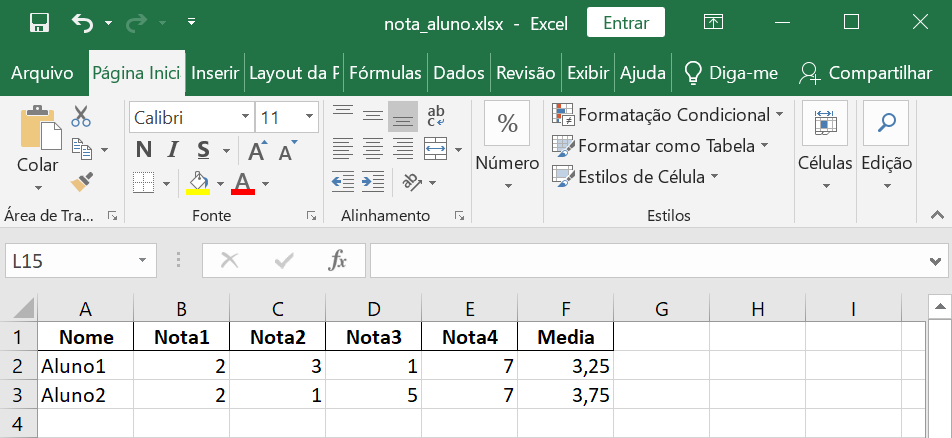 nota_aluno.xlsx - Excel Entrar
Arquivo Página Inici Inserir Layout da F Fórmulas Dados Revisão Exibir Ajuda Diga-me Compartilhar
Colar
Área de Tra...
Calibri 11
N I S A A
A
Fonte
ab
c
ab
Alinhamento
%
Número
Formatação Condicional
Formatar como Tabela
Estilos de Célula
Estilos
Células
Edição
L15 fx
A B C D E F G H I
1 Nome Nota1 Nota2 Nota3 Nota4 Media
2 Aluno1 2 3 1 7 3,25
3 Aluno2 2 1 5 7 3,75
4